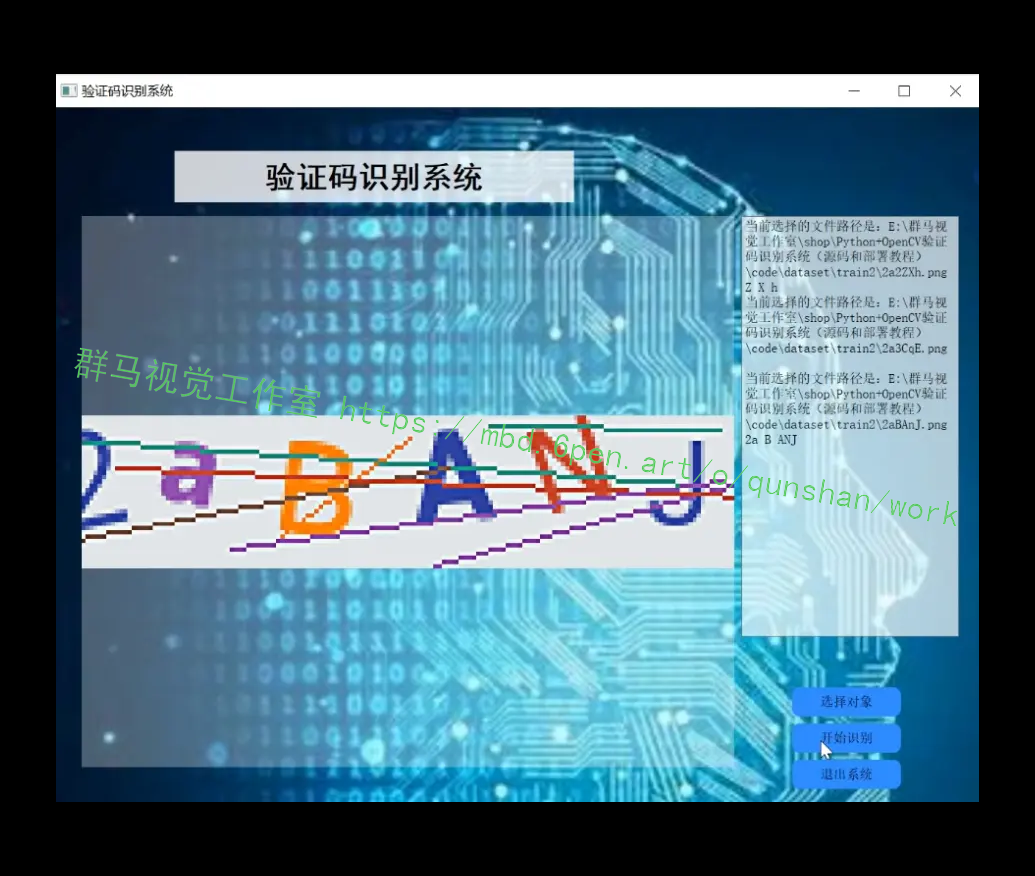 验证码识别系统
验证码识别系统
当前选择的文件路径是：E:\群马视
觉工作室\shop\Python+OpenCV验证
码识别系统（源码和部署教程）
\code\dataset\train2\2a2ZXh.png
Z X h
当前选择的文件路径是：E:\群马视
觉工作室\shop\Python+OpenCV验证
码识别系统（源码和部署教程）
\code\dataset\train2\2a3CqE.png
当前选择的文件路径是：E:\群马视
觉工作室\shop\Python+OpenCV验证
码识别系统（源码和部署教程）
\code\dataset\train2\2aBAnJ.png
2a B ANJ
群马视觉工作室 https://mbd.6pen.art/o/qunshan/work
2 a B A N J
选择对象
开始识别
退出系统